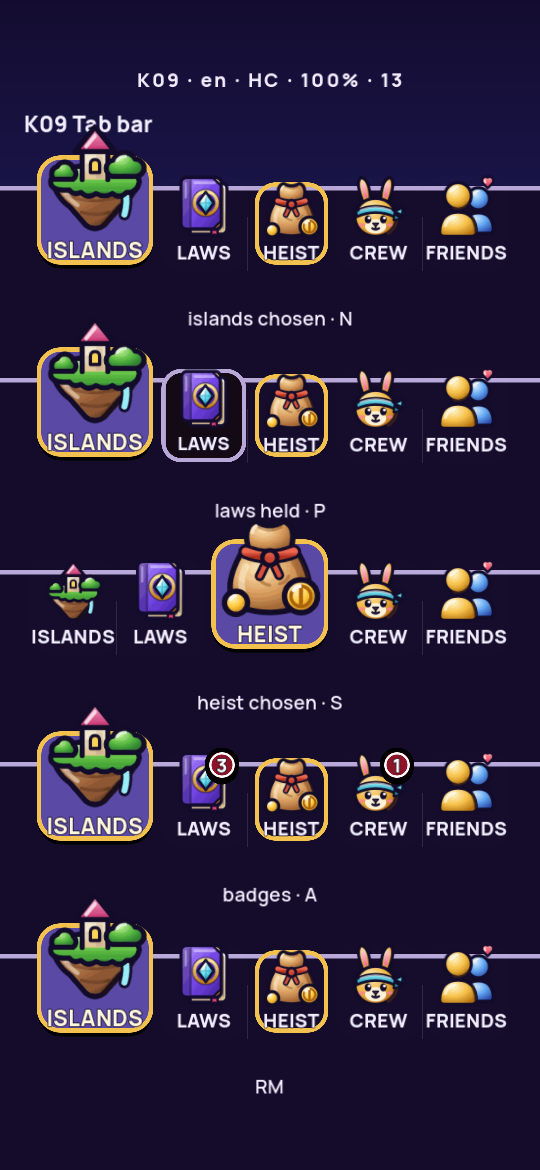 K09 · en · HC · 100% · 13
K09 Tab bar
ISLANDS LAWS HEIST CREW FRIENDS
islands chosen · N
ISLANDS LAWS HEIST CREW FRIENDS
laws held · P
ISLANDS LAWS HEIST CREW FRIENDS
heist chosen · S
3 1
ISLANDS LAWS HEIST CREW FRIENDS
badges · A
ISLANDS LAWS HEIST CREW FRIENDS
RM